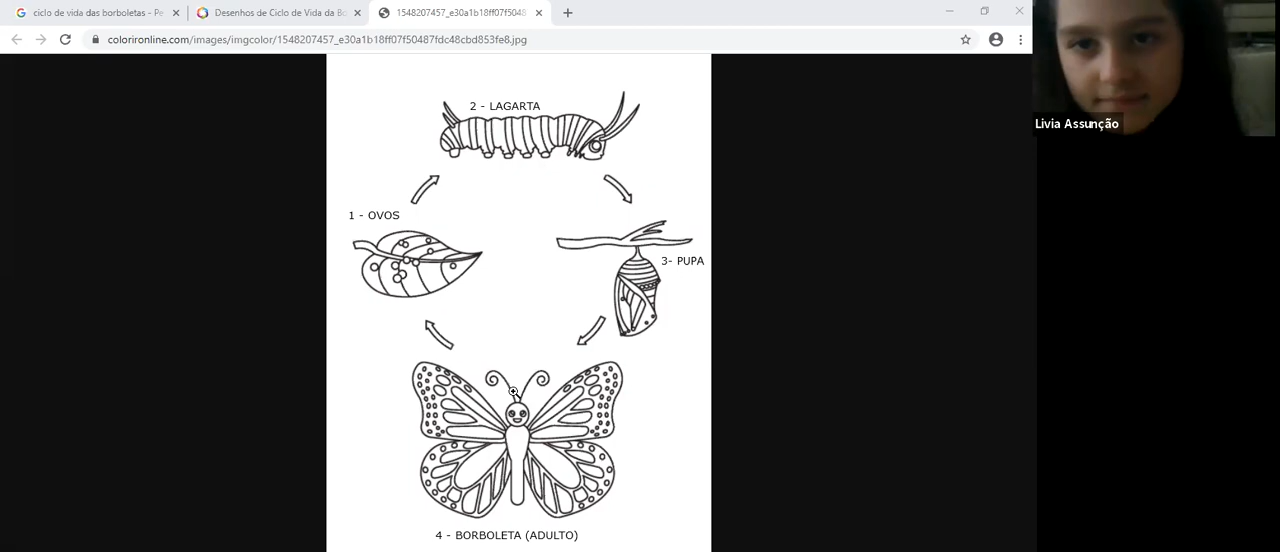 ciclo de vida das borboletas - Pe
Desenhos de Ciclo de Vida da Bo
1548207457_e30a1b18ff07f5048
colorironline.com/images/imgcolor/1548207457_e30a1b18ff07f50487fdc48cbd853fe8.jpg
Livia Assunção
2 - LAGARTA
1 - OVOS
3- PUPA
4 - BORBOLETA (ADULTO)